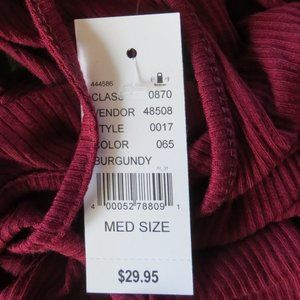 444586
CLASS 0870
VENDOR 48508
STYLE 0017
COLOR 065
BURGUNDY
4 00052 78809 1
MED SIZE
$29.95